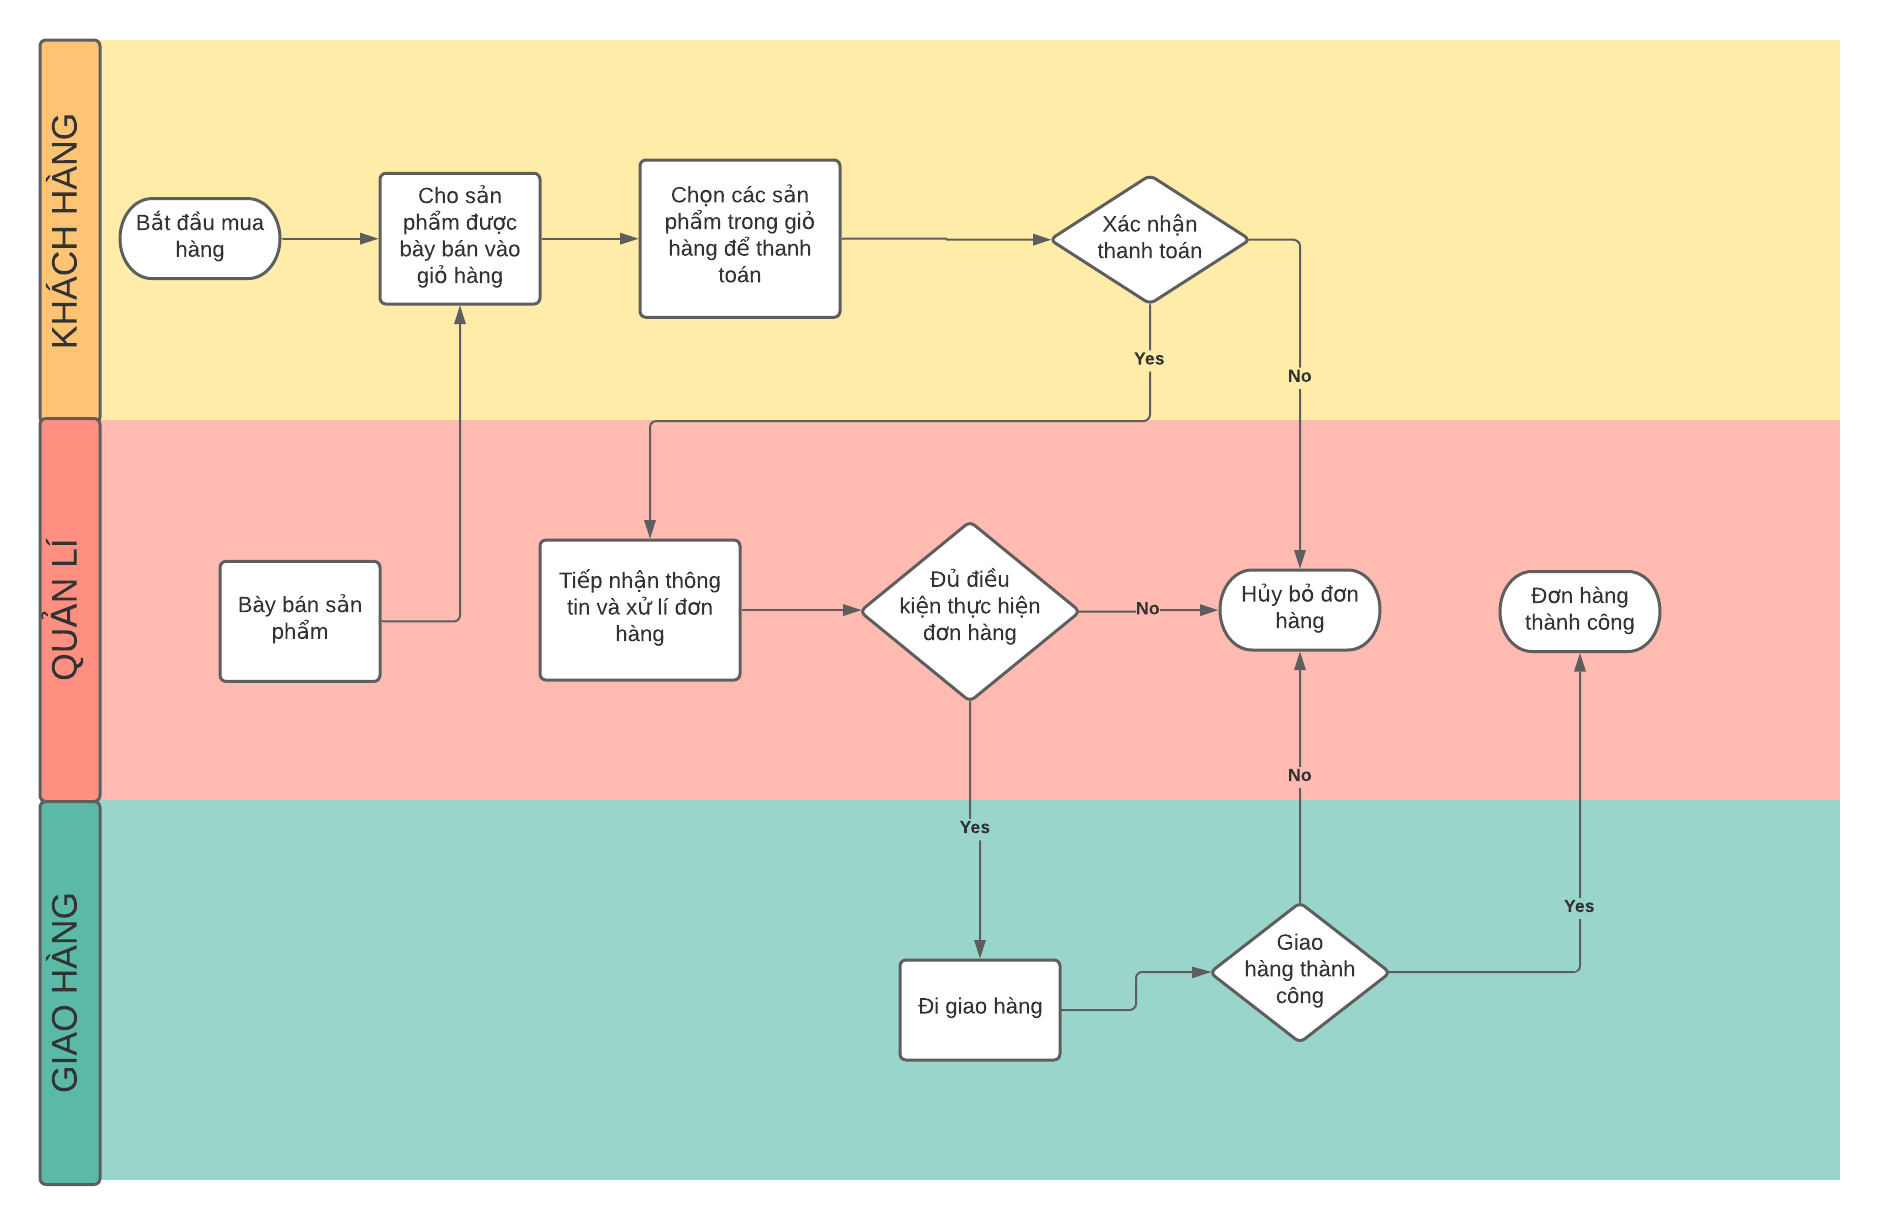 KHÁCH HÀNG
Bắt đầu mua
hàng
Cho sản
phẩm được
bày bán vào
giỏ hàng
Chọn các sản
phẩm trong giỏ
hàng để thanh
toán
Xác nhận
thanh toán
Yes
No
QUẢN LÍ
Bày bán sản
phẩm
Tiếp nhận thông
tin và xử lí đơn
hàng
Đủ điều
kiện thực hiện
đơn hàng
No
Hủy bỏ đơn
hàng
Đơn hàng
thành công
No
Yes
GIAO HÀNG
Đi giao hàng
Giao
hàng thành
công
Yes